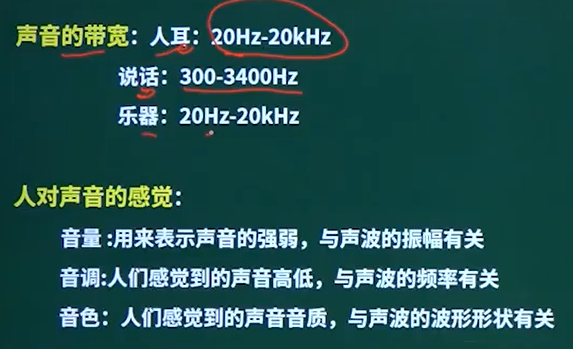 声音的带宽：人耳：20Hz-20kHz
说话：300-3400Hz
乐器：20Hz-20kHz
人对声音的感觉：
音量:用来表示声音的强弱，与声波的振幅有关
音调:人们感觉到的声音高低，与声波的频率有关
音色：人们感觉到的声音音质，与声波的波形形状有关